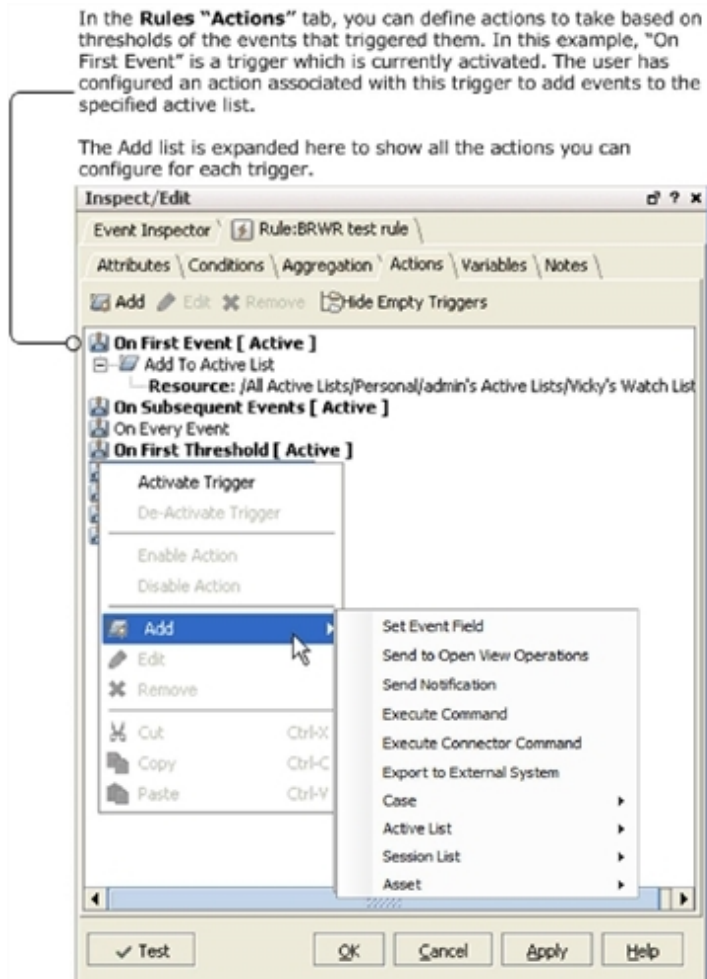 In the Rules “Actions” tab, you can define actions to take based on
thresholds of the events that triggered them. In this example, “On
First Event” is a trigger which is currently activated. The user has
configured an action associated with this trigger to add events to the
specified active list.
The Add list is expanded here to show all the actions you can
configure for each trigger.
Inspect/Edit
Event Inspector Rule:BRWR test rule
Attributes Conditions Aggregation Actions Variables Notes
Add Edit Remove Hide Empty Triggers
On First Event [ Active ]
Add To Active List
Resource: /All Active Lists/Personal/admin's Active Lists/Vicky's Watch List
On Subsequent Events [ Active ]
On Every Event
On First Threshold [ Active ]
Activate Trigger
De-Activate Trigger
Enable Action
Disable Action
Add
Edit
Remove
Cut Ctrl-X
Copy Ctrl-C
Paste Ctrl-V
Set Event Field
Send to Open View Operations
Send Notification
Execute Command
Execute Connector Command
Export to External System
Case
Active List
Session List
Asset
Test OK Cancel Apply Help